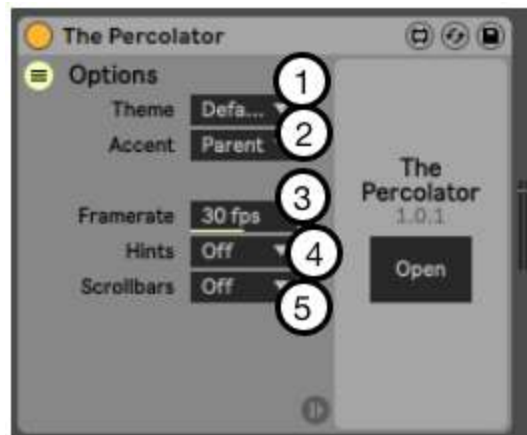 The Percolator
Options
1
Theme Defa...
2
Accent Parent
The
Percolator
1.0.1
3
Framerate 30 fps
4
Hints Off
Open
5
Scrollbars Off